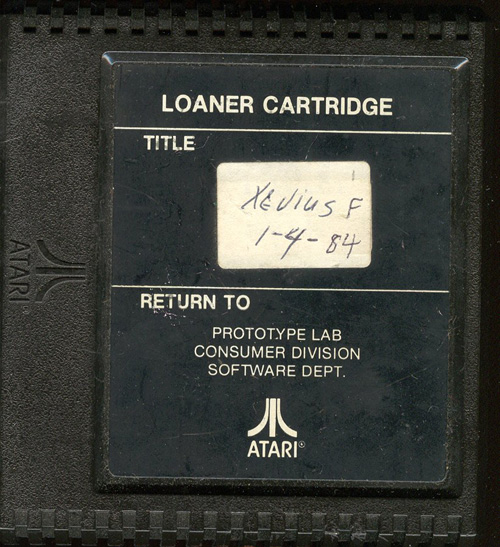 LOANER CARTRIDGE
TITLE
XEVIUS F
1-4-84
RETURN TO
PROTOTYPE LAB
CONSUMER DIVISION
SOFTWARE DEPT.
ATARI®
ATARI®